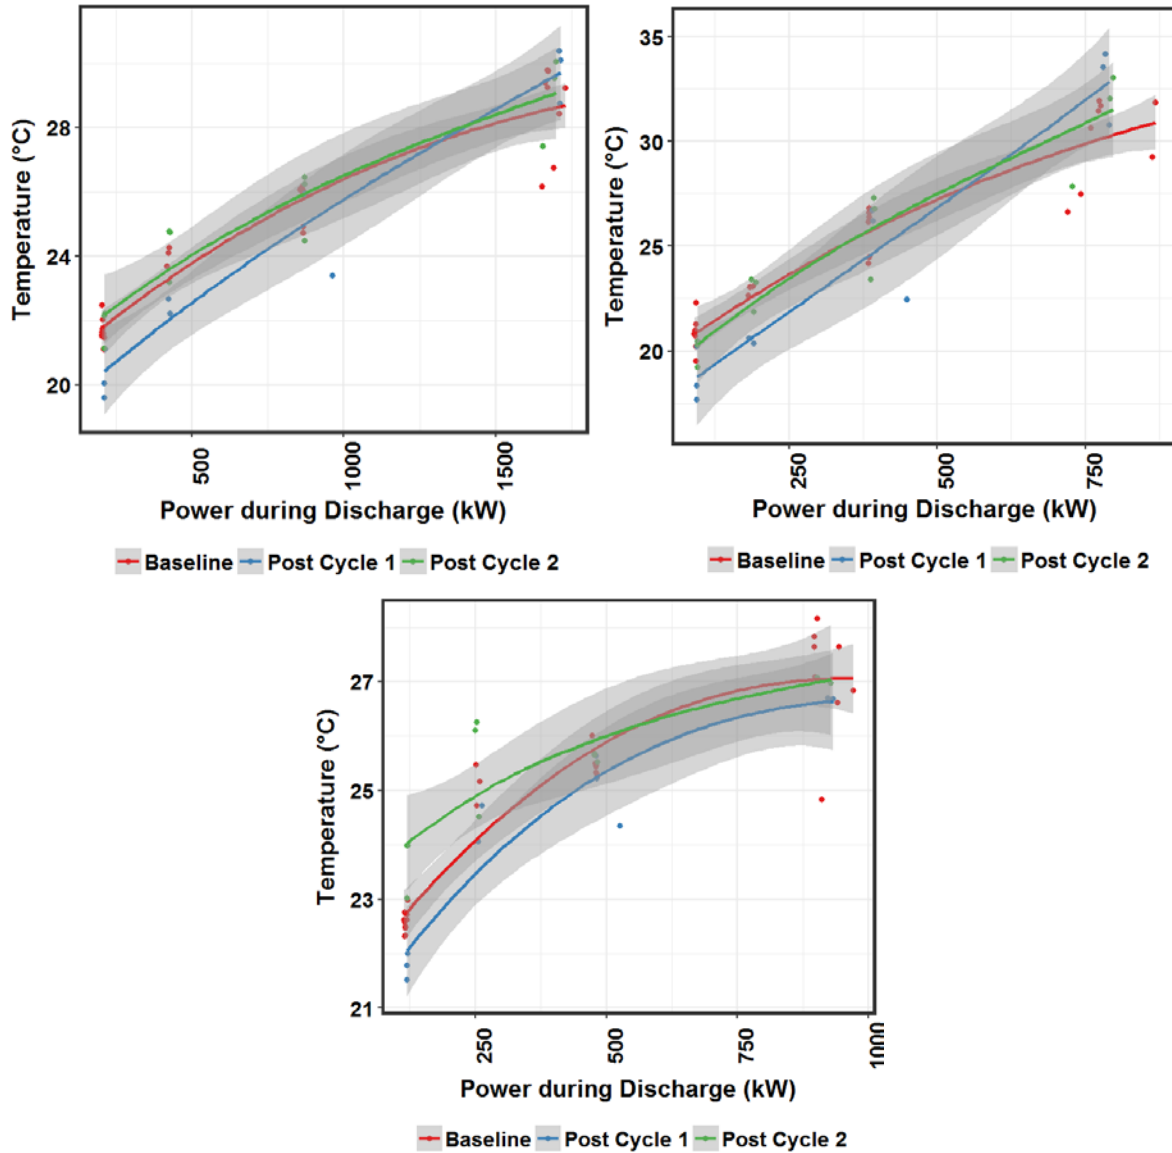 Temperature (°C)
28
24
20
500
1000
1500
Power during Discharge (kW)
Baseline Post Cycle 1 Post Cycle 2
Temperature (°C)
35
30
25
20
250
500
750
Power during Discharge (kW)
Baseline Post Cycle 1 Post Cycle 2
Temperature (°C)
27
25
23
21
250
500
750
1000
Power during Discharge (kW)
Baseline Post Cycle 1 Post Cycle 2